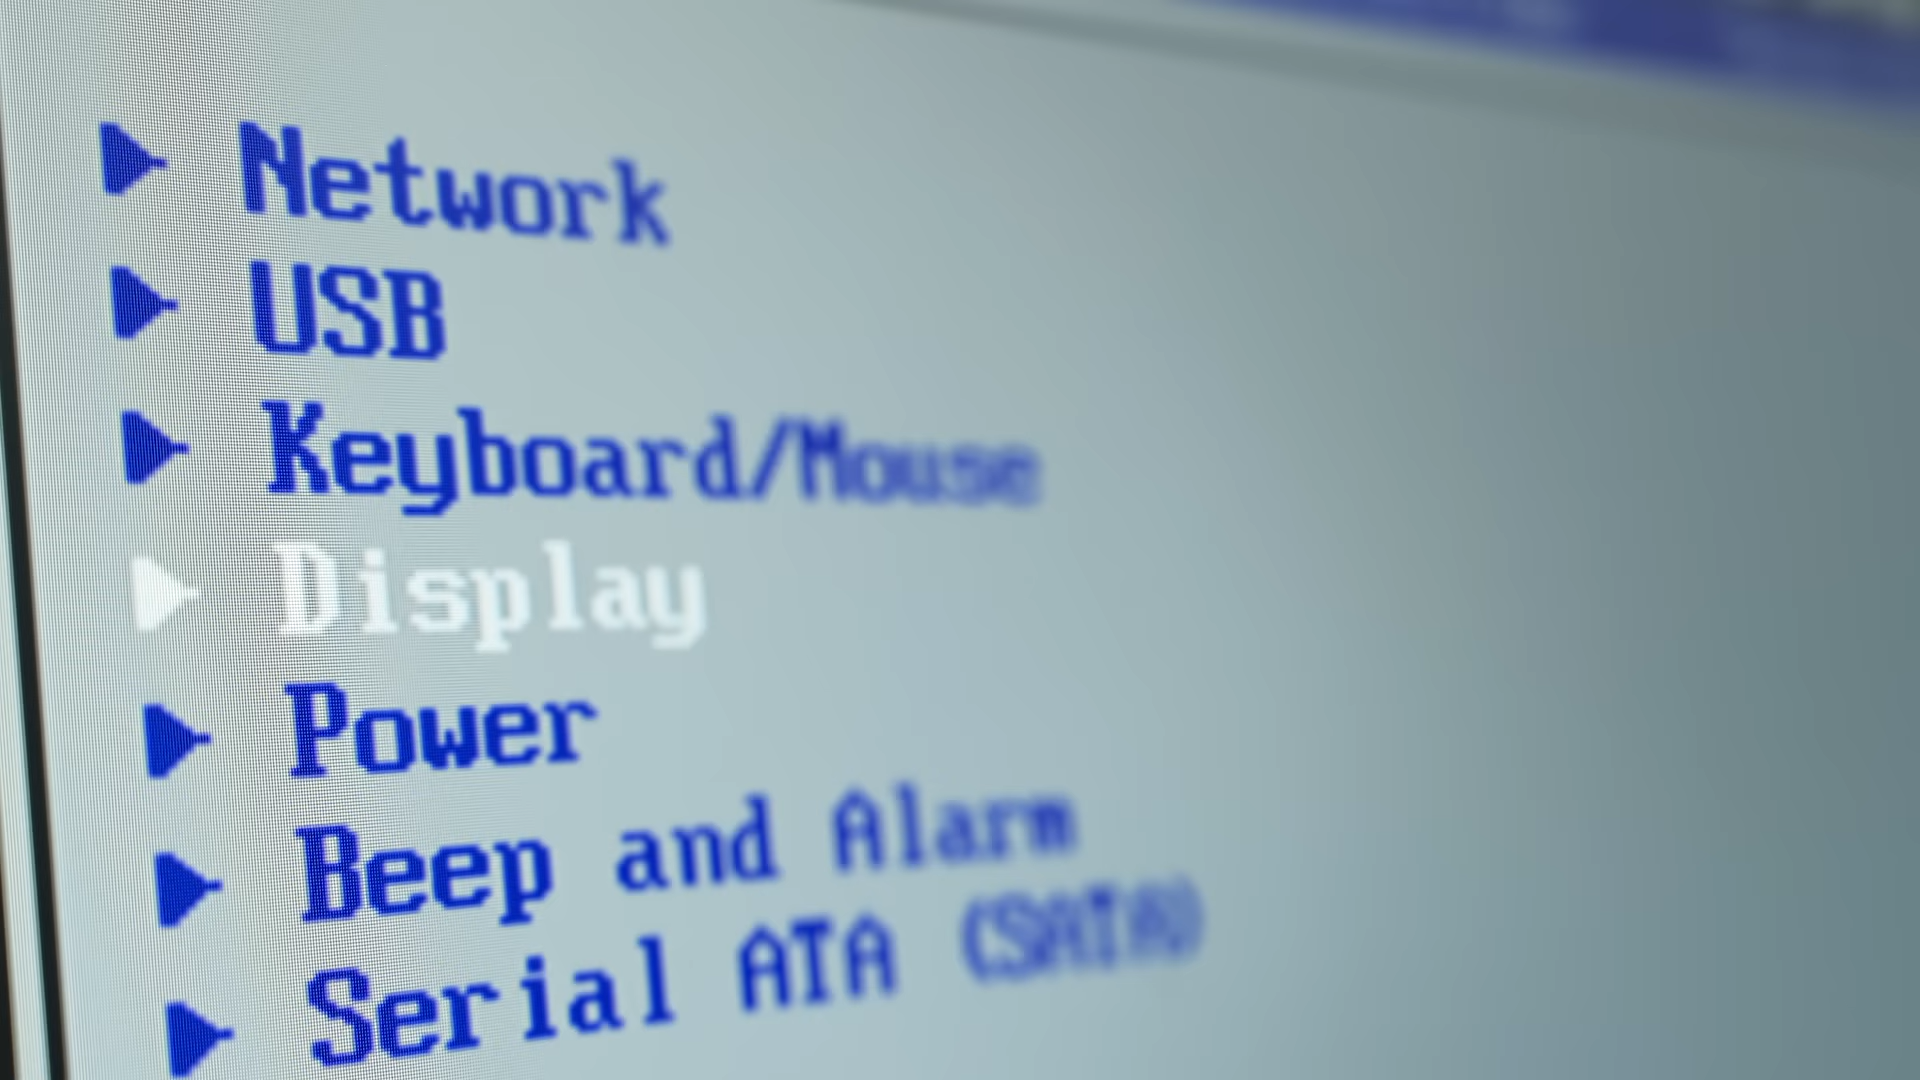 Network
USB
Keyboard/Mouse
Display
Power
Beep and Alarm
Serial ATA (SATA)